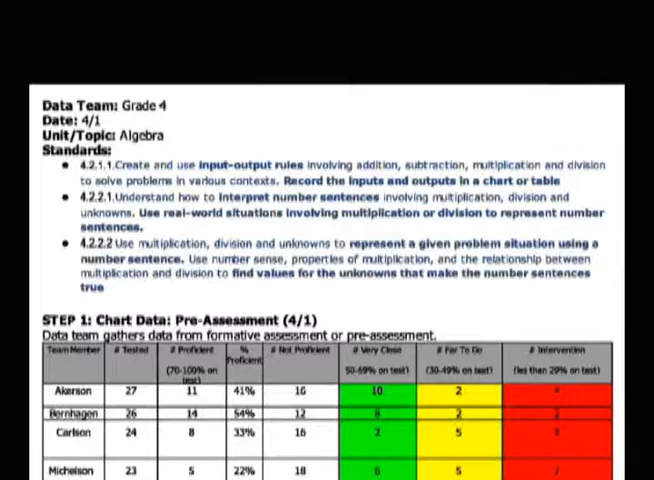 Data Team: Grade 4
Date: 4/1
Unit/Topic: Algebra
Standards:
• 4.2.1.1.Create and use input-output rules involving addition, subtraction, multiplication and division
to solve problems in various contexts. Record the inputs and outputs in a chart or table
• 4.2.2.1.Understand how to interpret number sentences involving multiplication, division and
unknowns. Use real-world situations involving multiplication or division to represent number
sentences.
• 4.2.2.2 Use multiplication, division and unknowns to represent a given problem situation using a
number sentence. Use number sense, properties of multiplication, and the relationship between
multiplication and division to find values for the unknowns that make the number sentences
true
STEP 1: Chart Data: Pre-Assessment (4/1)
Data team gathers data from formative assessment or pre-assessment.
Team Member # Tested # Proficient (70-100% on test) % Proficient # Not Proficient # Very Close 50-69% on test) # Far To Go (30-49% on test) # Intervention (less than 29% on test)
Akerson 27 11 41% 16 10 2
Bernhagen 26 14 54% 12 8 2
Carlson 24 8 33% 16 2 5
Michelson 23 5 22% 18 6 5